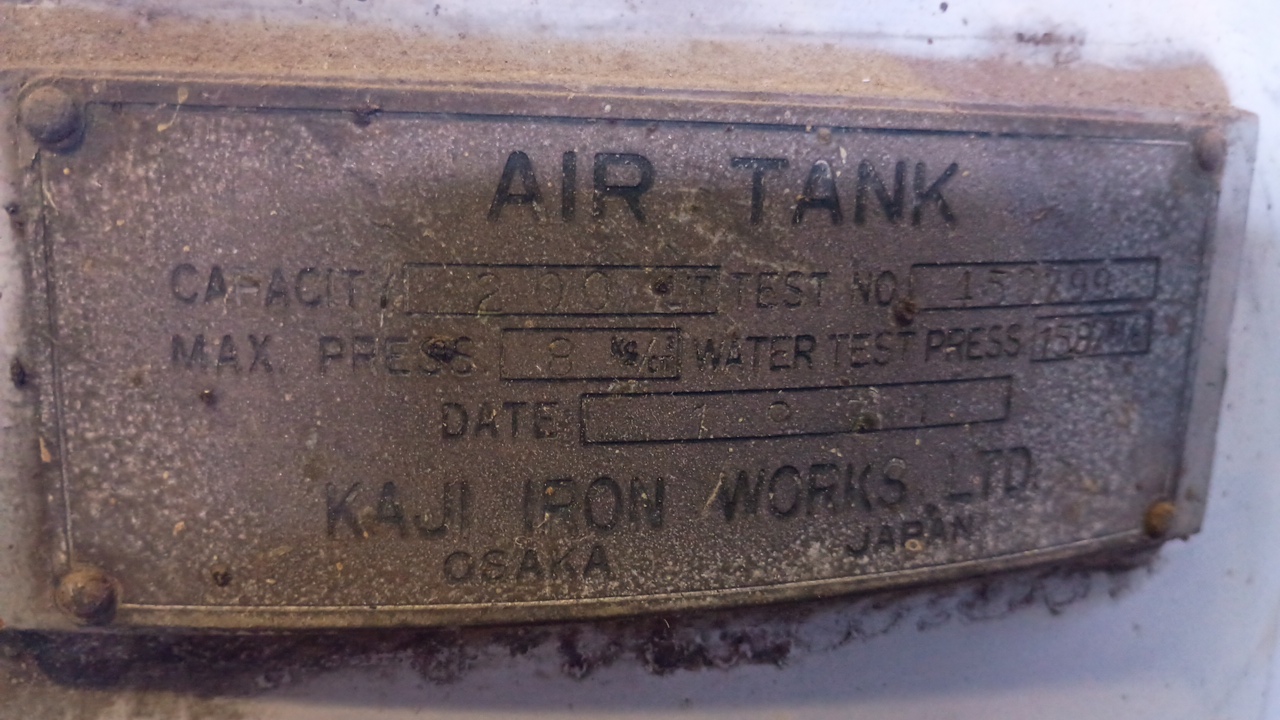 AIR TANK
CAPACITY 200 LT TEST NO
MAX. PRESS 8 WATER TEST PRESS
DATE
KAJI IRON WORKS, LTD.
OSAKA JAPAN